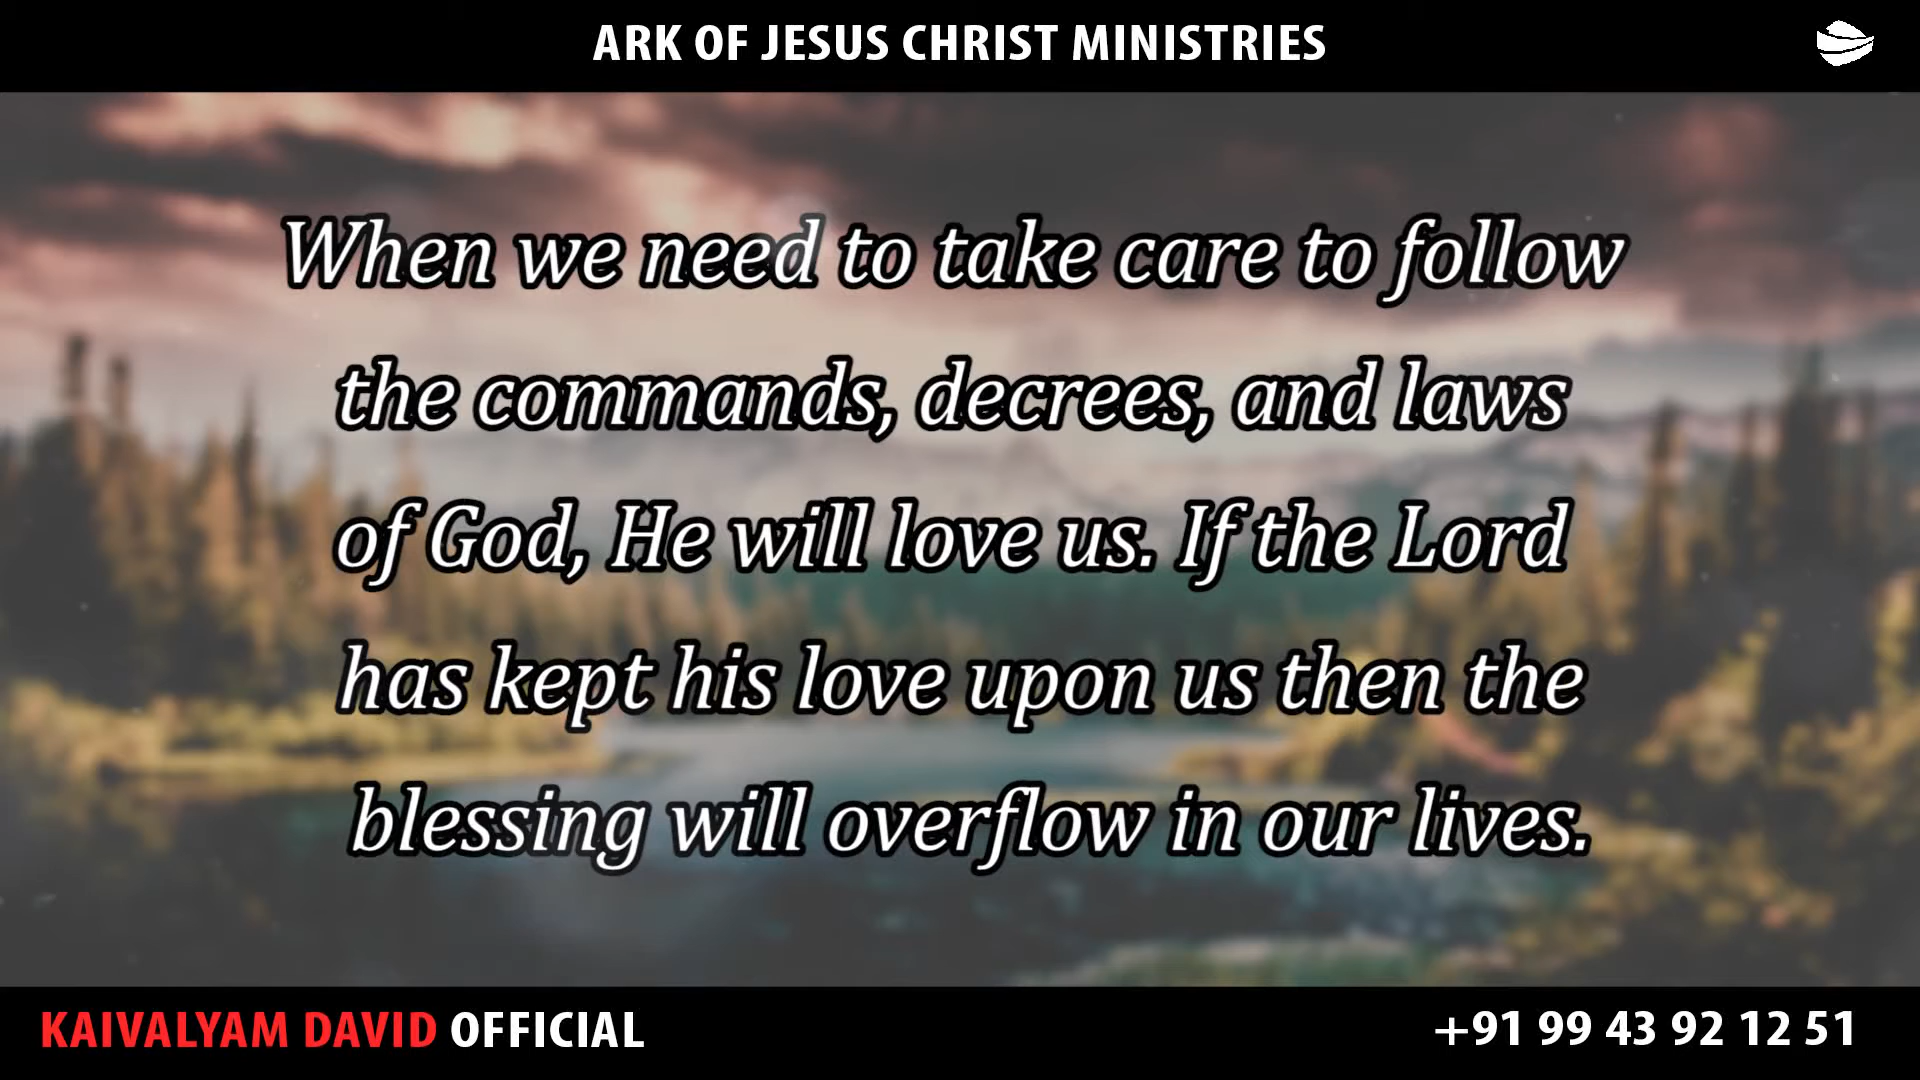 ARK OF JESUS CHRIST MINISTRIES
When we need to take care to follow
the commands, decrees, and laws
of God, He will love us. If the Lord
has kept his love upon us then the
blessing will overflow in our lives.
KAIVALYAM DAVID OFFICIAL
+91 99 43 92 12 51